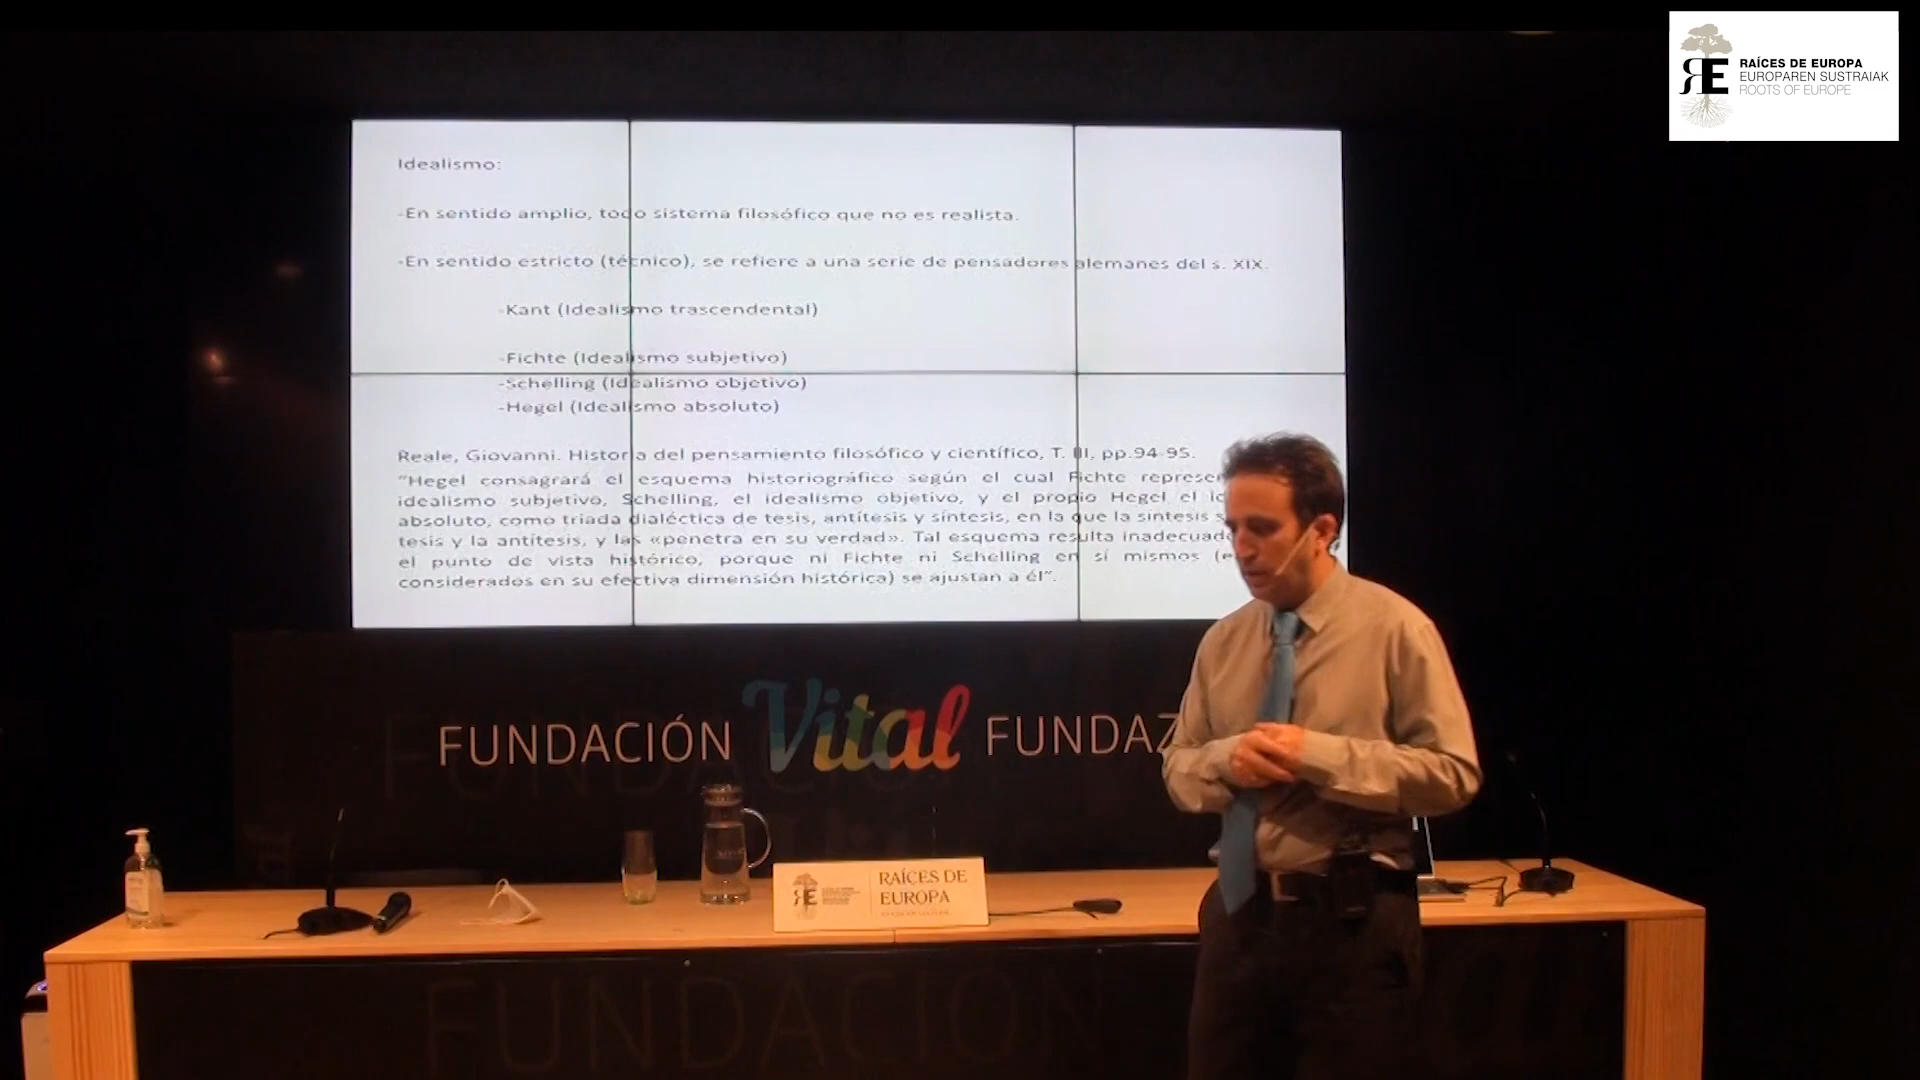 RAÍCES DE EUROPA
EUROPAREN SUSTRAIAK
ROOTS OF EUROPE
RE
Idealismo:
-En sentido amplio, todo sistema filosófico que no es realista.
-En sentido estricto (técnico), se refiere a una serie de pensadores alemanes del s. XIX.
-Kant (Idealismo trascendental)
-Fichte (Idealismo subjetivo)
-Schelling (Idealismo objetivo)
-Hegel (Idealismo absoluto)
Reale, Giovanni. Historia del pensamiento filosófico y científico, T. III, pp.94-95.
"Hegel consagrará el esquema historiográfico según el cual Fichte
idealismo subjetivo, Schelling, el idealismo objetivo, y el propio Hegel el
absoluto, como triada dialéctica de tesis, antítesis y síntesis, en la que la síntesis
tesis y la antítesis, y las «penetra en su verdad». Tal esquema resulta
el punto de vista histórico, porque ni Fichte ni Schelling en sí mismos
considerados en su efectiva dimensión histórica) se ajustan a él".
FUNDACIÓN Vital
RAÍCES DE
EUROPA
FUNDACIÓN